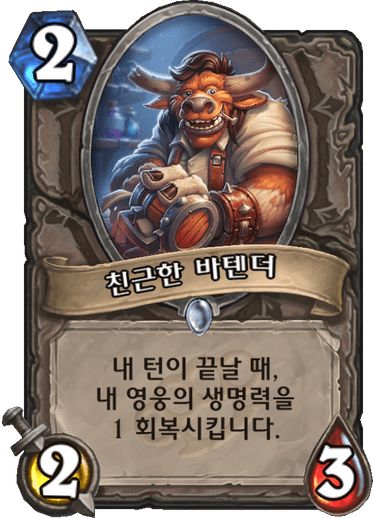 2
친근한 바텐더
내 턴이 끝날 때,
내 영웅의 생명력을
1 회복시킵니다.
2
3